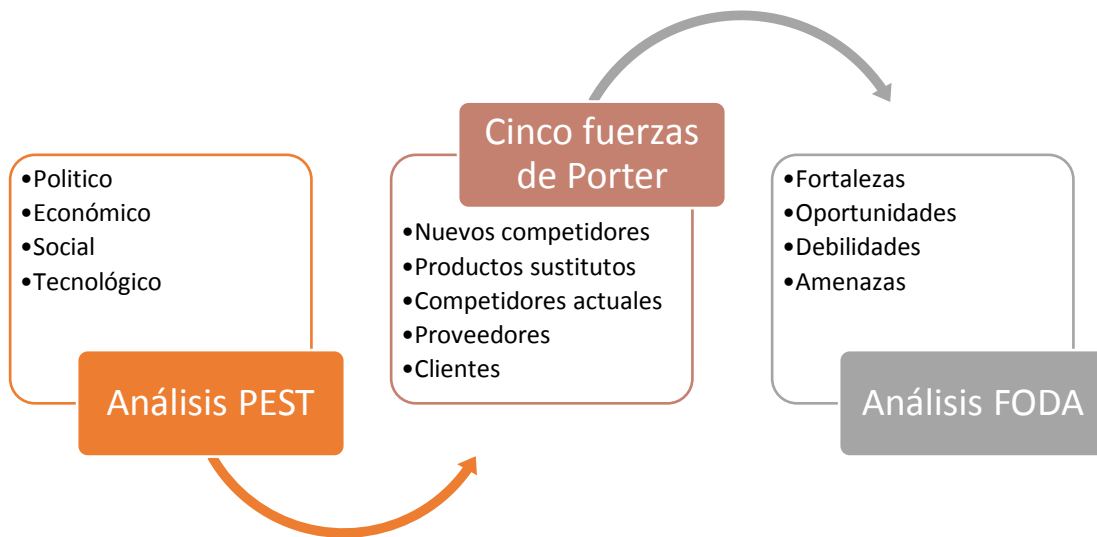 •Politico
•Económico
•Social
•Tecnológico
Análisis PEST
Cinco fuerzas
de Porter
•Nuevos competidores
•Productos sustitutos
•Competidores actuales
•Proveedores
•Clientes
•Fortalezas
•Oportunidades
•Debilidades
•Amenazas
Análisis FODA